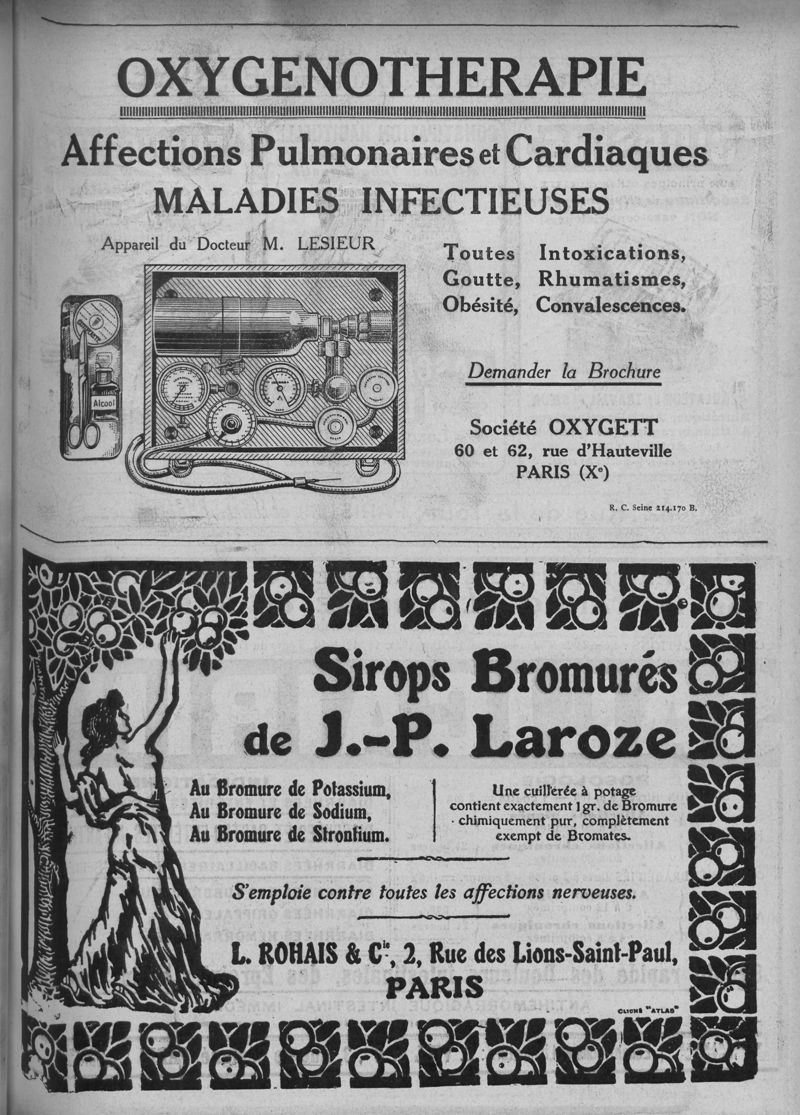 OXYGENOTHERAPIE
Affections Pulmonaires et Cardiaques
MALADIES INFECTIEUSES
Appareil du Docteur M. LESIEUR
Alcool
Toutes Intoxications,
Goutte, Rhumatismes,
Obésité, Convalescences.
Demander la Brochure
Société OXYGETT
60 et 62, rue d'Hauteville
PARIS (Xe)
R. C. Seine 214.170 B.
Sirops Bromurés
de J.-P. Laroze
Au Bromure de Potassium,
Au Bromure de Sodium,
Au Bromure de Strontium.
Une cuillerée à potage
contient exactement 1 gr. de Bromure
chimiquement pur, complètement
exempt de Bromates.
S'emploie contre toutes les affections nerveuses.
L. ROHAIS & Cie, 2, Rue des Lions-Saint-Paul,
PARIS
CLICHÉ "ATLAS"